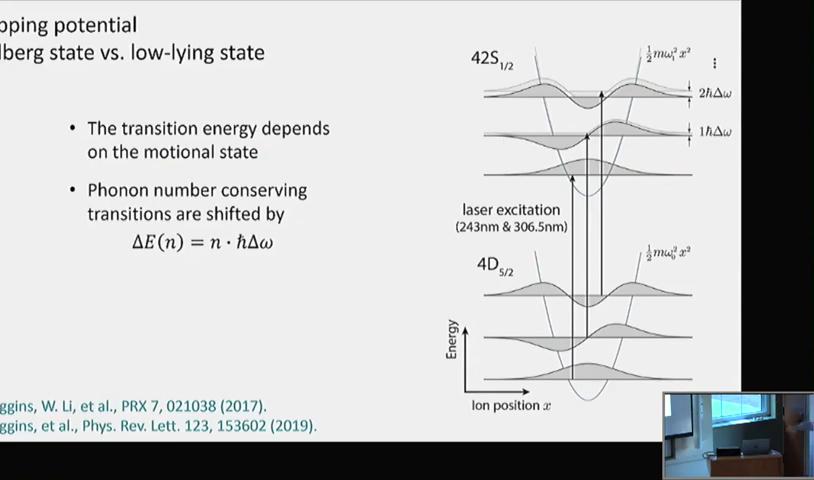 pping potential
lberg state vs. low-lying state
• The transition energy depends
on the motional state
• Phonon number conserving
transitions are shifted by
ΔE(n) = n · ħΔω
ggins, W. Li, et al., PRX 7, 021038 (2017).
ggins, et al., Phys. Rev. Lett. 123, 153602 (2019).
42S1/2
½mω₁²x²
⋮
2ħΔω
1ħΔω
laser excitation
(243nm & 306.5nm)
4D5/2
½mω₀²x²
Energy
Ion position x